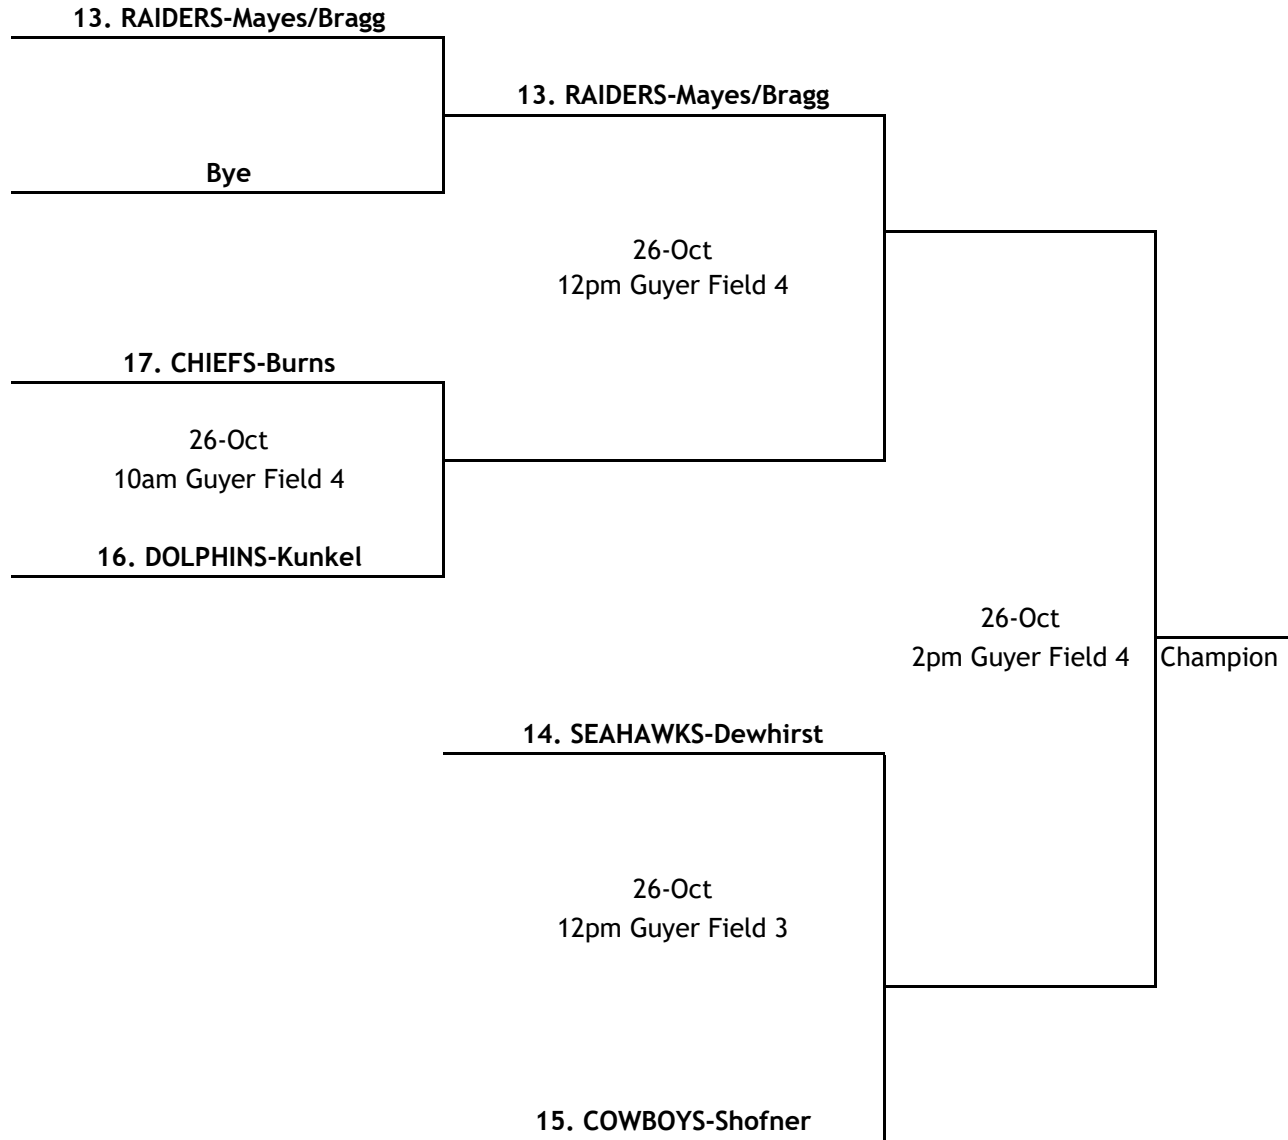 13. RAIDERS-Mayes/Bragg
13. RAIDERS-Mayes/Bragg
Bye
26-Oct
12pm Guyer Field 4
17. CHIEFS-Burns
26-Oct
10am Guyer Field 4
16. DOLPHINS-Kunkel
26-Oct
2pm Guyer Field 4
Champion
14. SEAHAWKS-Dewhirst
26-Oct
12pm Guyer Field 3
15. COWBOYS-Shofner